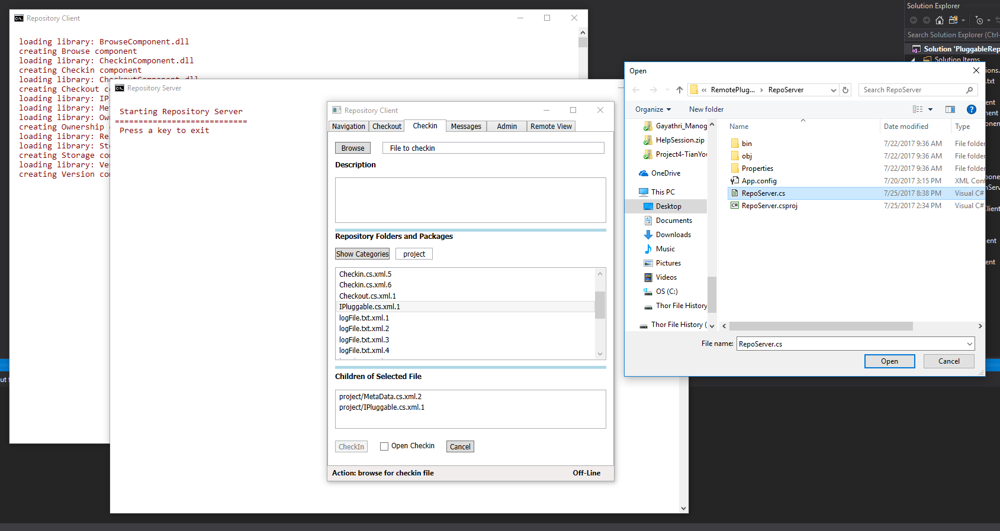 Repository Client
loading library: BrowseComponent.dll
creating Browse component
loading library: CheckinComponent.dll
creating Checkin component
loading library: CheckoutComponent.dll
creating Checkout c
loading library: IP
loading library: Me
loading library: Ow
creating Ownership
loading library: Re
loading library: Sto
creating Storage co
loading library: Ve
creating Version com
Repository Server
Starting Repository Server
============================
Press a key to exit
Repository Client
Navigation Checkout Checkin Messages Admin Remote View
Browse File to checkin
Description
Repository Folders and Packages
Show Categories project
Checkin.cs.xml.5
Checkin.cs.xml.6
Checkout.cs.xml.1
IPluggable.cs.xml.1
logFile.txt.xml.1
logFile.txt.xml.2
logFile.txt.xml.3
logFile.txt.xml.4
Children of Selected File
project/MetaData.cs.xml.2
project/IPluggable.cs.xml.1
CheckIn Open Checkin Cancel
Action: browse for checkin file Off-Line
Solution Explorer
Search Solution Explorer (Ctrl-
Solution 'PluggableRep
Solution Items
Open
« RemotePlug... › RepoServer Search RepoServer
Organize New folder
Gayathri_Manog
HelpSession.zip
Project4-TianYou
OneDrive
This PC
Desktop
Documents
Downloads
Music
Pictures
Videos
OS (C:)
Thor File History
Thor File History (
Name Date modified Type
bin 7/22/2017 9:36 AM File folder
obj 7/22/2017 9:36 AM File folder
Properties 7/22/2017 9:36 AM File folder
App.config 7/20/2017 3:15 PM XML Conf
RepoServer.cs 7/25/2017 8:38 PM Visual C#
RepoServer.csproj 7/25/2017 2:34 PM Visual C#
File name: RepoServer.cs
Open Cancel